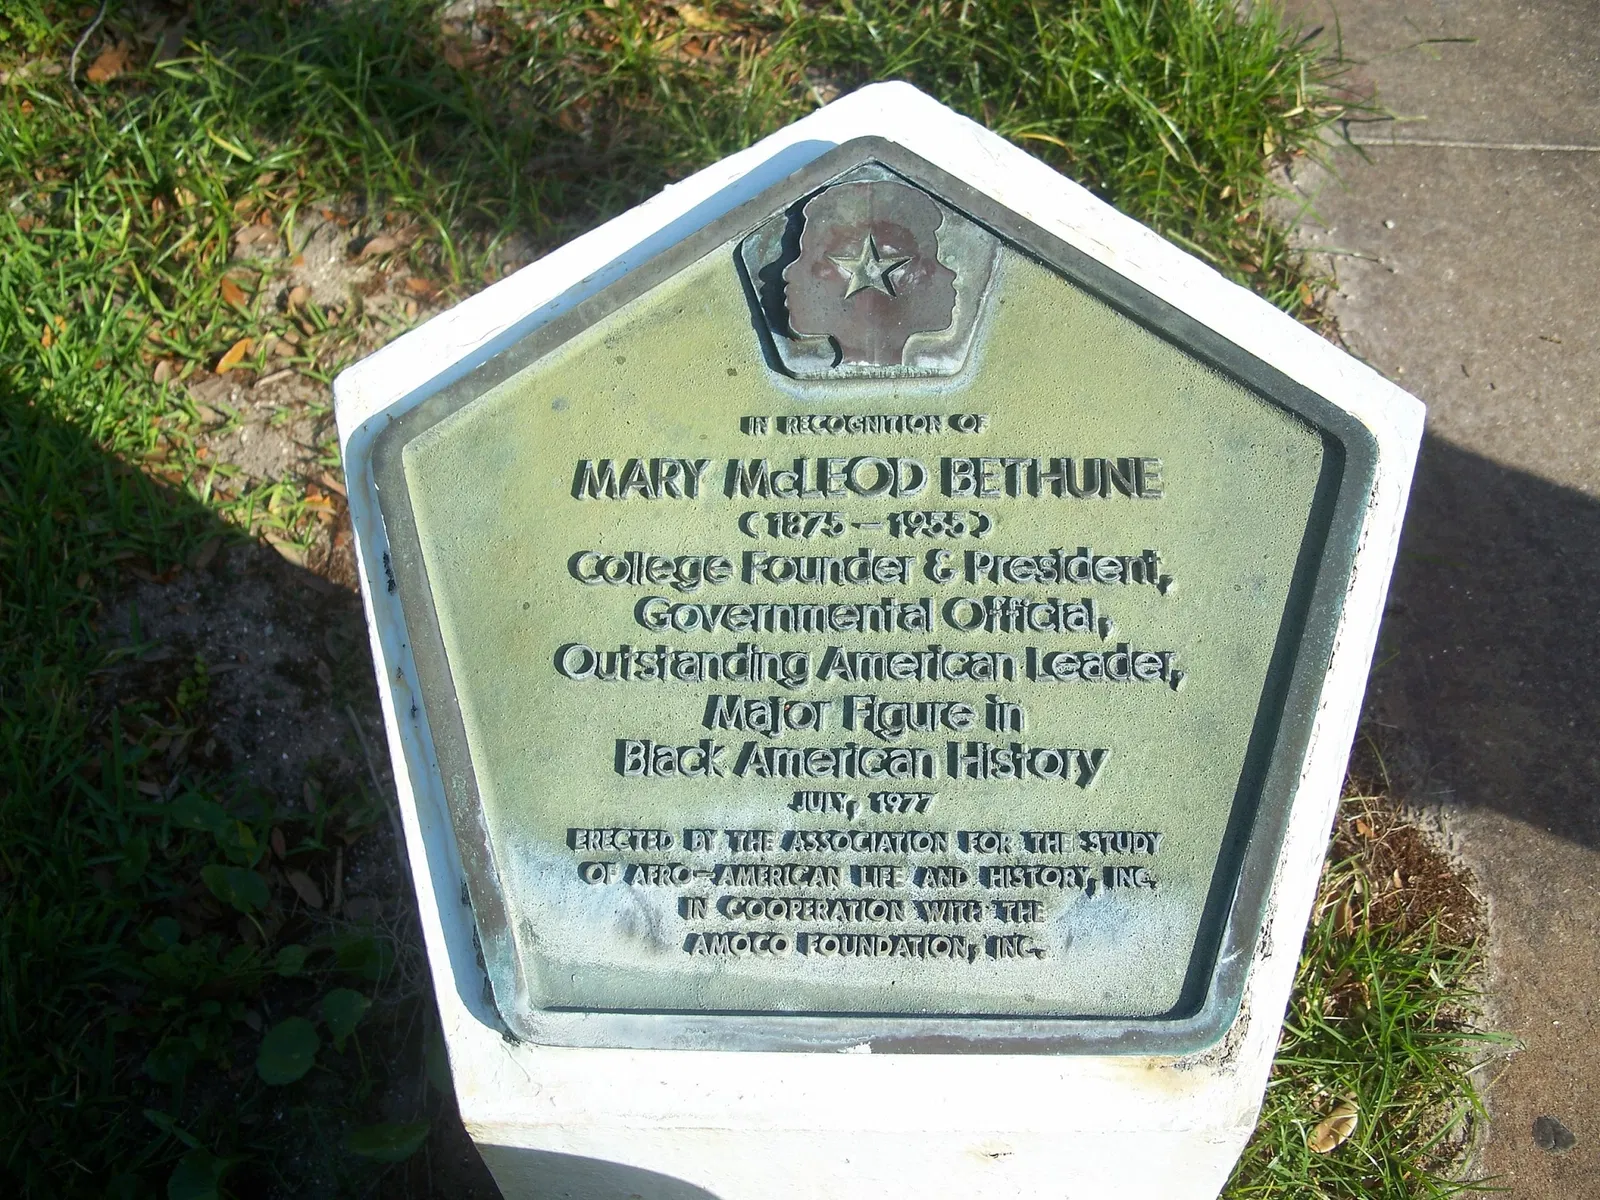 IN RECOGNITION OF
MARY McLEOD BETHUNE
(1875-1955)
College Founder & President,
Governmental Official,
Outstanding American Leader,
Major Figure in
Black American History
JULY, 1977
ERECTED BY THE ASSOCIATION FOR THE STUDY
OF AFRO-AMERICAN LIFE AND HISTORY, INC.
IN COOPERATION WITH THE
AMOCO FOUNDATION, INC.